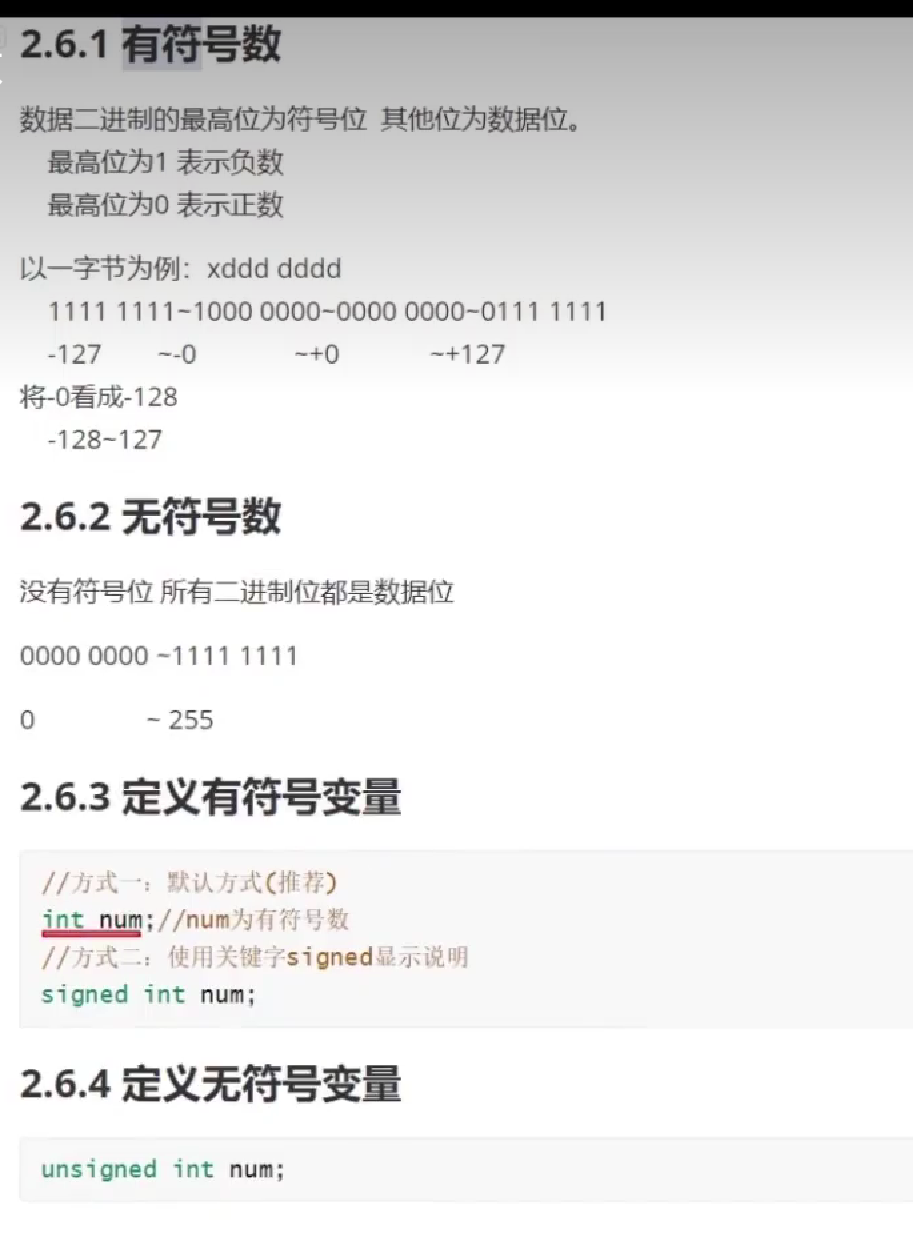 2.6.1 有符号数
数据二进制的最高位为符号位 其他位为数据位。
最高位为1 表示负数
最高位为0 表示正数
以一字节为例：xddd dddd
1111 1111~1000 0000~0000 0000~0111 1111
-127 ~-0 ~+0 ~+127
将-0看成-128
-128~127
2.6.2 无符号数
没有符号位 所有二进制位都是数据位
0000 0000 ~1111 1111
0 ~ 255
2.6.3 定义有符号变量
//方式一：默认方式(推荐)
int num;//num为有符号数
//方式二：使用关键字signed显示说明
signed int num;
2.6.4 定义无符号变量
unsigned int num;